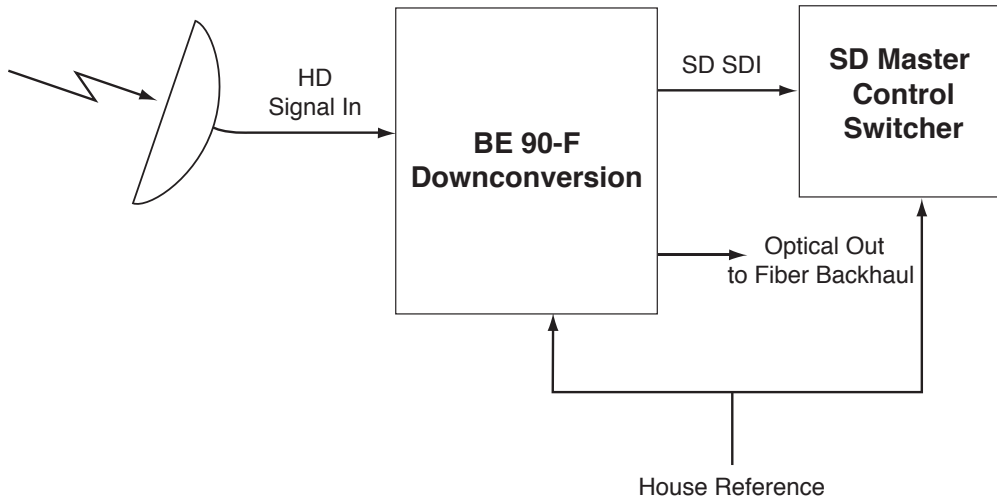 HD
Signal In
BE 90-F
Downconversion
SD SDI
SD Master
Control
Switcher
Optical Out
to Fiber Backhaul
House Reference